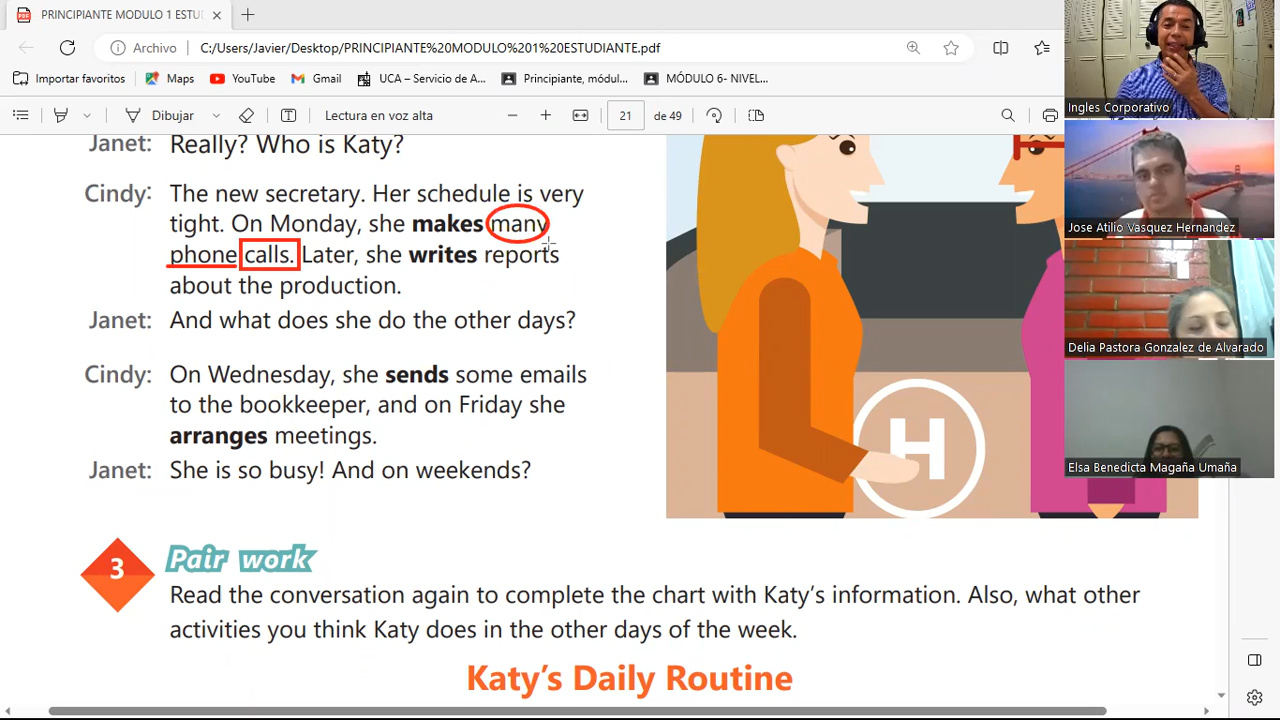 PRINCIPIANTE MODULO 1 ESTU
Archivo C:/Users/Javier/Desktop/PRINCIPIANTE%20MODULO%201%20ESTUDIANTE.pdf
Importar favoritos Maps YouTube Gmail UCA – Servicio de A... Principiante, módul... MÓDULO 6- NIVEL...
Dibujar Lectura en voz alta 21 de 49
Ingles Corporativo
Jose Atilio Vasquez Hernandez
Delia Pastora Gonzalez de Alvarado
Elsa Benedicta Magaña Umaña
Janet: Really? Who is Katy?
Cindy: The new secretary. Her schedule is very
tight. On Monday, she makes many
phone calls. Later, she writes reports
about the production.
Janet: And what does she do the other days?
Cindy: On Wednesday, she sends some emails
to the bookkeeper, and on Friday she
arranges meetings.
Janet: She is so busy! And on weekends?
H
3 Pair work
Read the conversation again to complete the chart with Katy's information. Also, what other
activities you think Katy does in the other days of the week.
Katy's Daily Routine